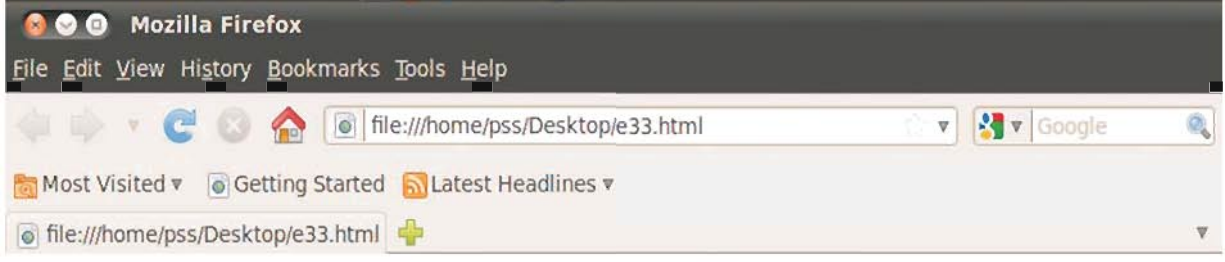 Mozilla Firefox
File Edit View History Bookmarks Tools Help
file:///home/pss/Desktop/e33.html Google
Most Visited Getting Started Latest Headlines
file:///home/pss/Desktop/e33.html